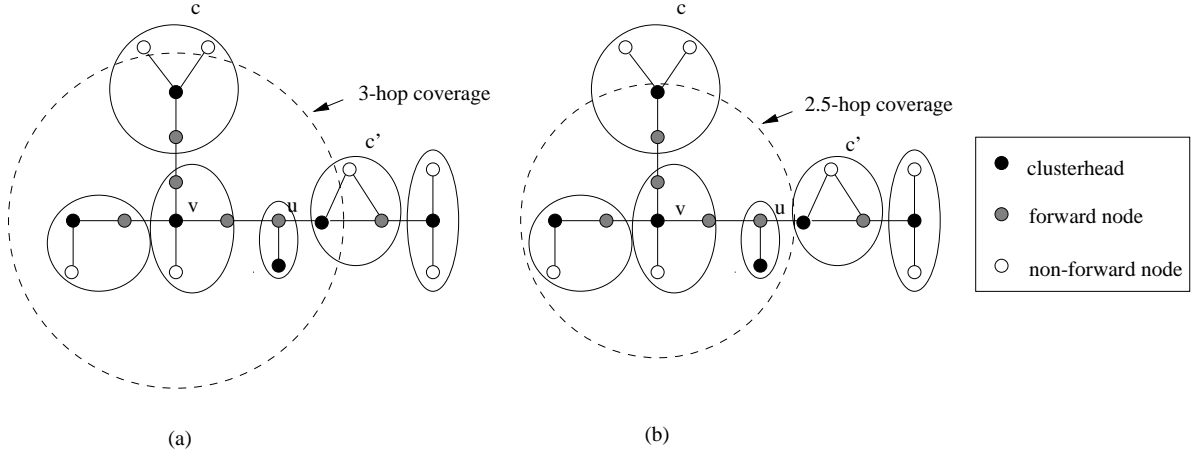 c
3-hop coverage
c'
v
u
(a)
c
2.5-hop coverage
c'
v
u
(b)
clusterhead
forward node
non-forward node